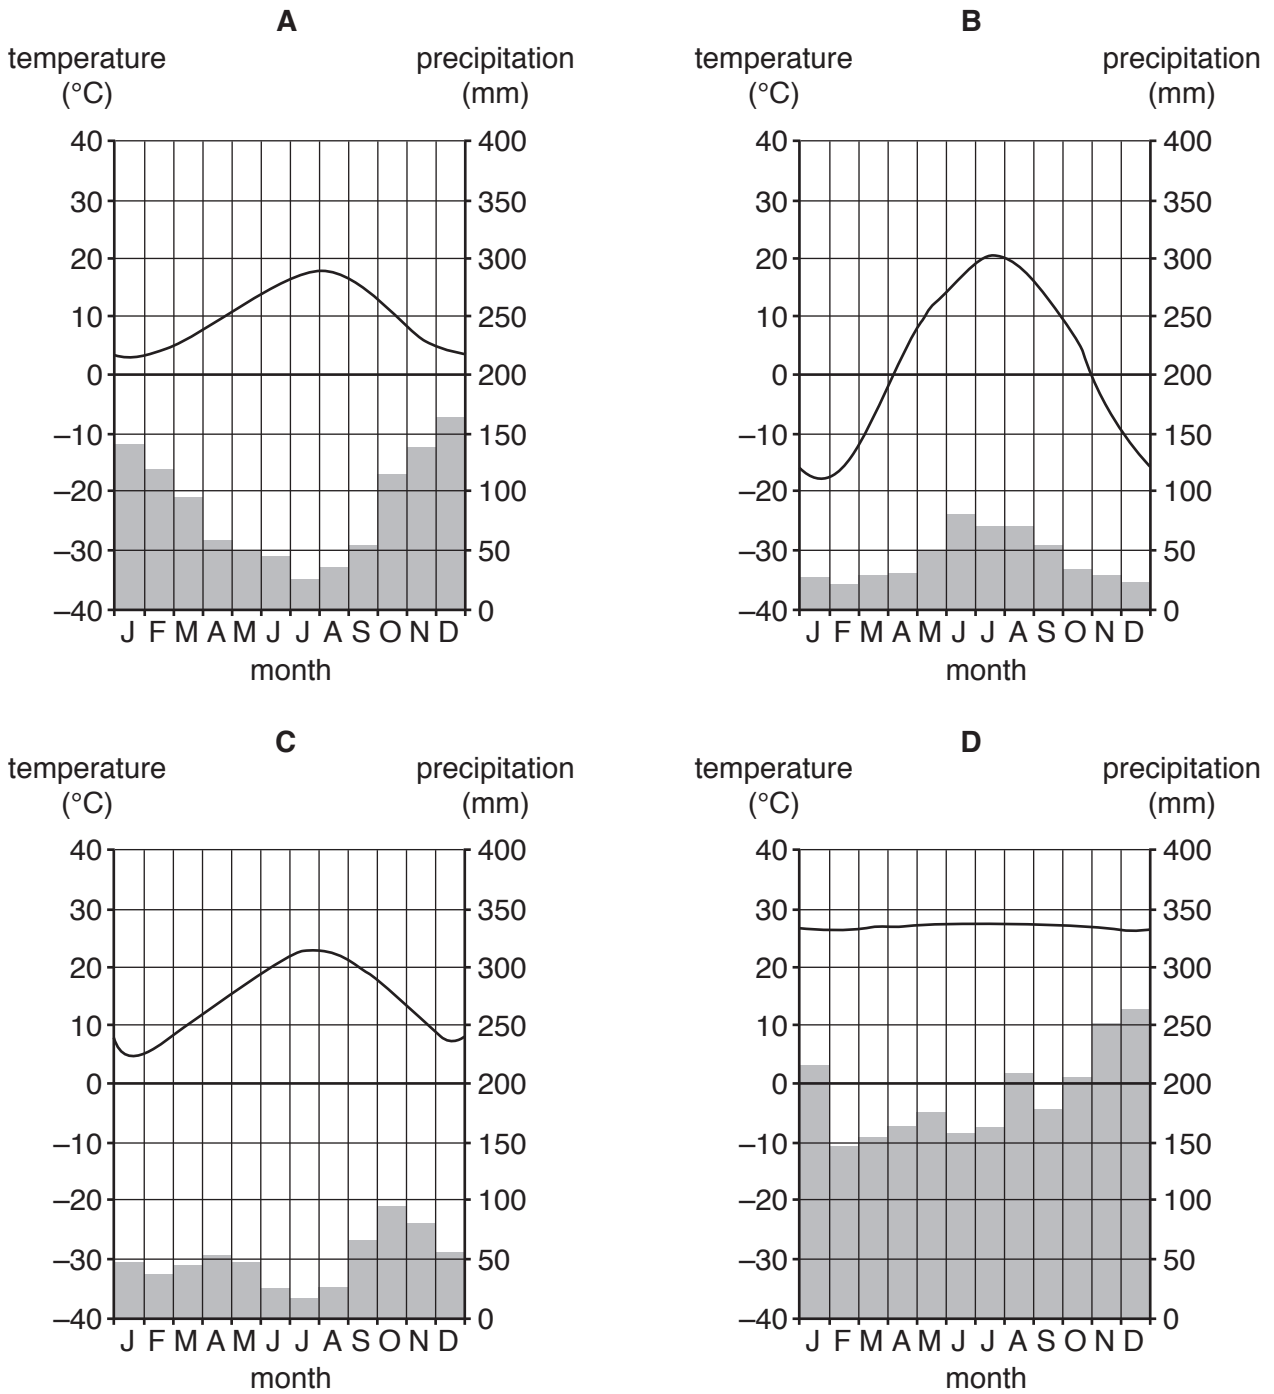 A B
temperature precipitation temperature precipitation
(°C) (mm) (°C) (mm)
40 400 40 400
30 350 30 350
20 300 20 300
10 250 10 250
0 200 0 200
–10 150 –10 150
–20 100 –20 100
–30 50 –30 50
–40 0 –40 0
J F M A M J J A S O N D J F M A M J J A S O N D
month month
C D
temperature precipitation temperature precipitation
(°C) (mm) (°C) (mm)
40 400 40 400
30 350 30 350
20 300 20 300
10 250 10 250
0 200 0 200
–10 150 –10 150
–20 100 –20 100
–30 50 –30 50
–40 0 –40 0
J F M A M J J A S O N D J F M A M J J A S O N D
month month